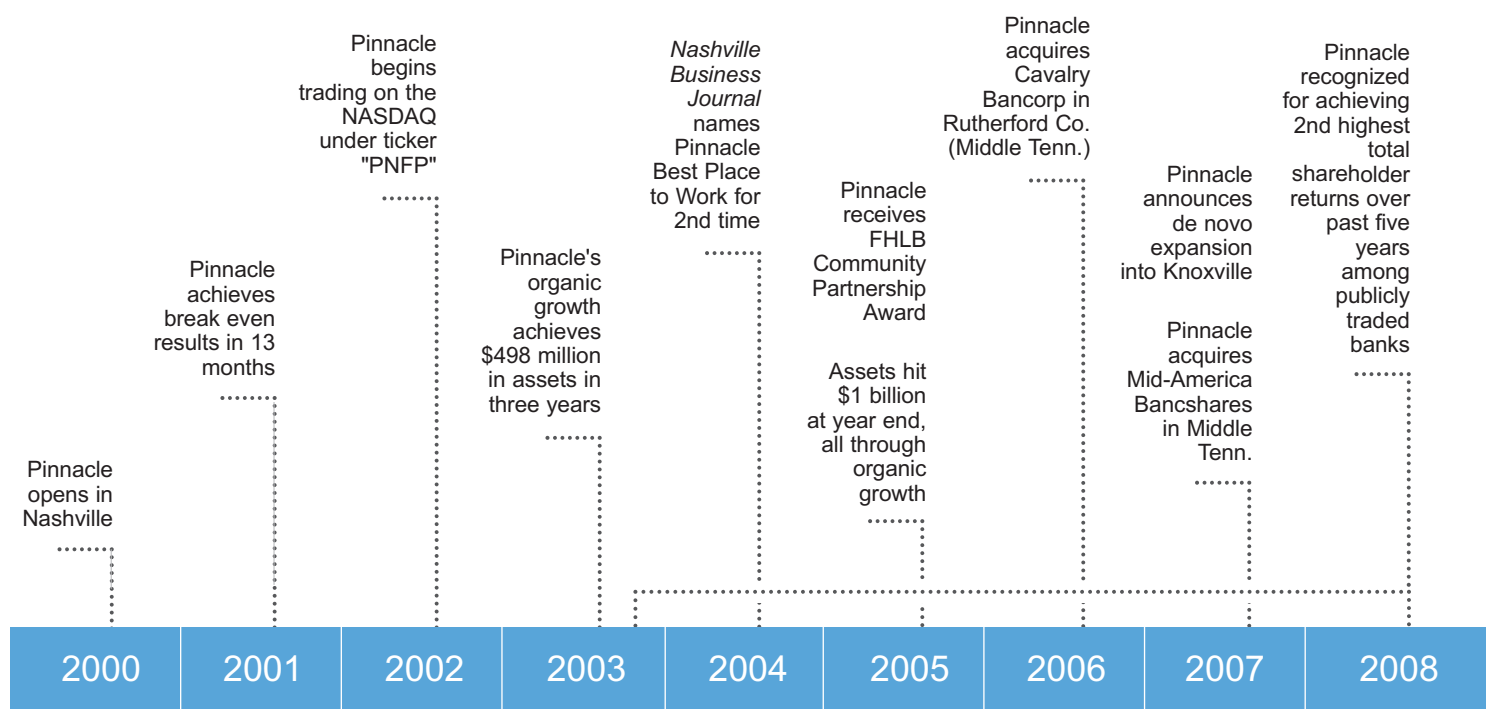 Pinnacle
opens in
Nashville
Pinnacle
achieves
break even
results in 13
months
Pinnacle
begins
trading on the
NASDAQ
under ticker
"PNFP"
Pinnacle's
organic
growth
achieves
$498 million
in assets in
three years
Nashville
Business
Journal
names
Pinnacle
Best Place
to Work for
2nd time
Pinnacle
receives
FHLB
Community
Partnership
Award
Assets hit
$1 billion
at year end,
all through
organic
growth
Pinnacle
acquires
Cavalry
Bancorp in
Rutherford Co.
(Middle Tenn.)
Pinnacle
announces
de novo
expansion
into Knoxville
Pinnacle
acquires
Mid-America
Bancshares
in Middle
Tenn.
Pinnacle
recognized
for achieving
2nd highest
total
shareholder
returns over
past five
years
among
publicly
traded
banks
2000 2001 2002 2003 2004 2005 2006 2007 2008